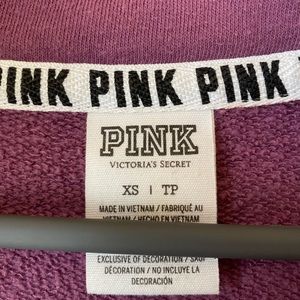 PINK PINK PINK
PINK
VICTORIA'S SECRET
XS | TP
MADE IN VIETNAM / FABRIQUÉ AU
VIETNAM / HECHO EN VIETNAM
EXCLUSIVE OF DECORATION / SAUF
DÉCORATION / NO INCLUYE LA
DECORACIÓN